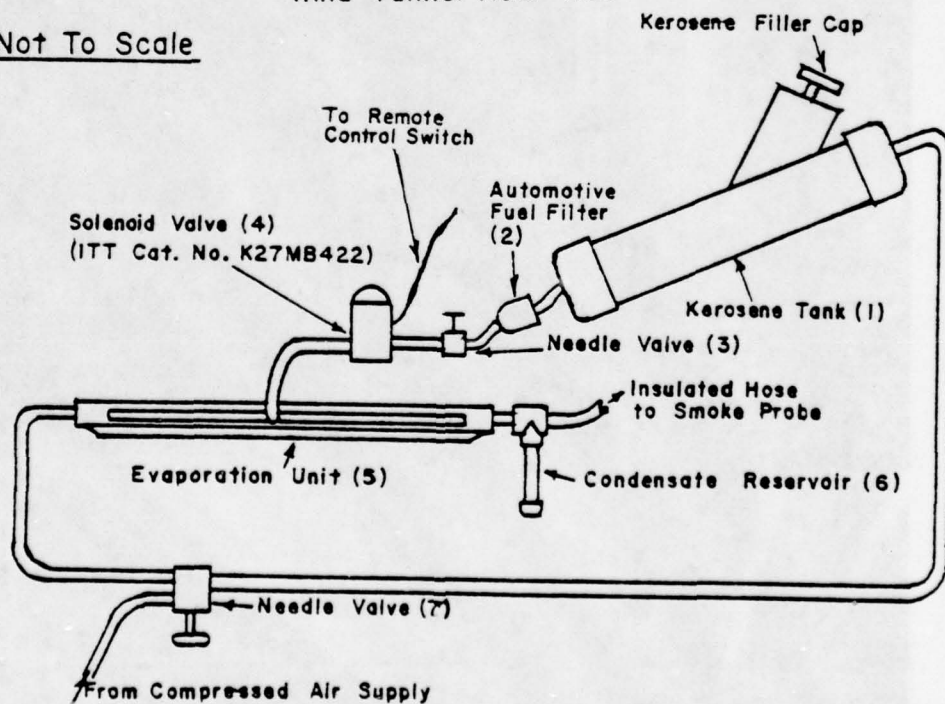 Not To Scale
Kerosene Filler Cap
To Remote
Control Switch
Automotive
Fuel Filter
(2)
Solenoid Valve (4)
(ITT Cat. No. K27MB422)
Kerosene Tank (1)
Needle Valve (3)
Insulated Hose
to Smoke Probe
Evaporation Unit (5)
Condensate Reservoir (6)
Needle Valve (7)
From Compressed Air Supply